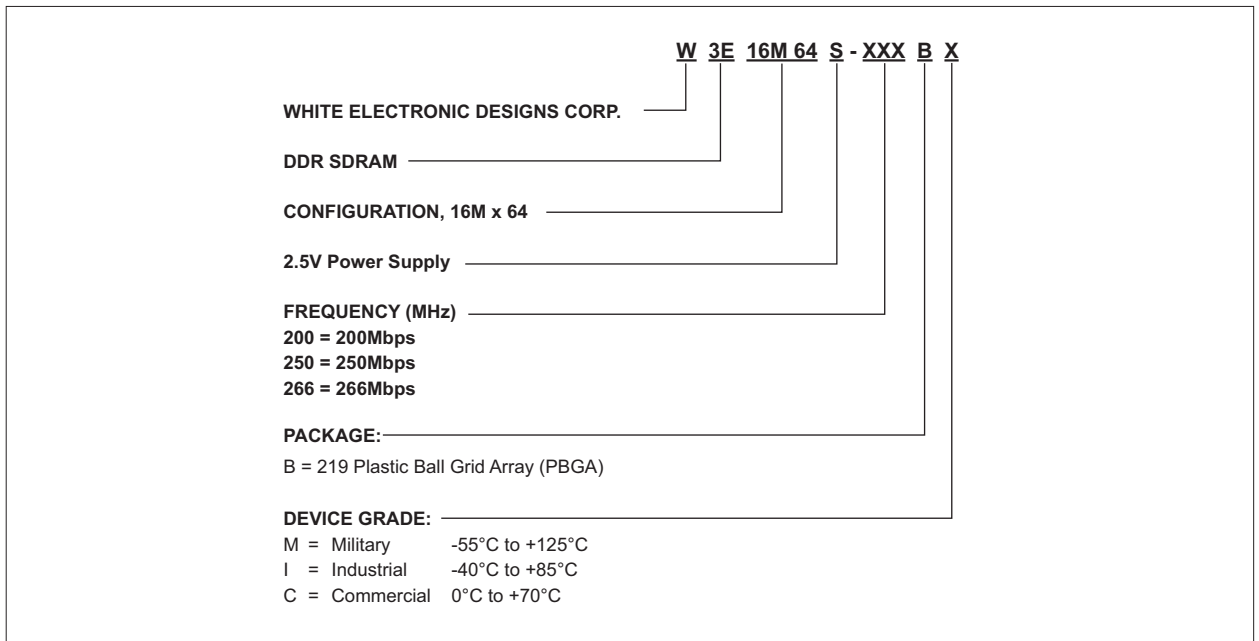 W 3E 16M 64 S - XXX B X
WHITE ELECTRONIC DESIGNS CORP.
DDR SDRAM
CONFIGURATION, 16M x 64
2.5V Power Supply
FREQUENCY (MHz)
200 = 200Mbps
250 = 250Mbps
266 = 266Mbps
PACKAGE:
B = 219 Plastic Ball Grid Array (PBGA)
DEVICE GRADE:
M = Military -55°C to +125°C
I = Industrial -40°C to +85°C
C = Commercial 0°C to +70°C